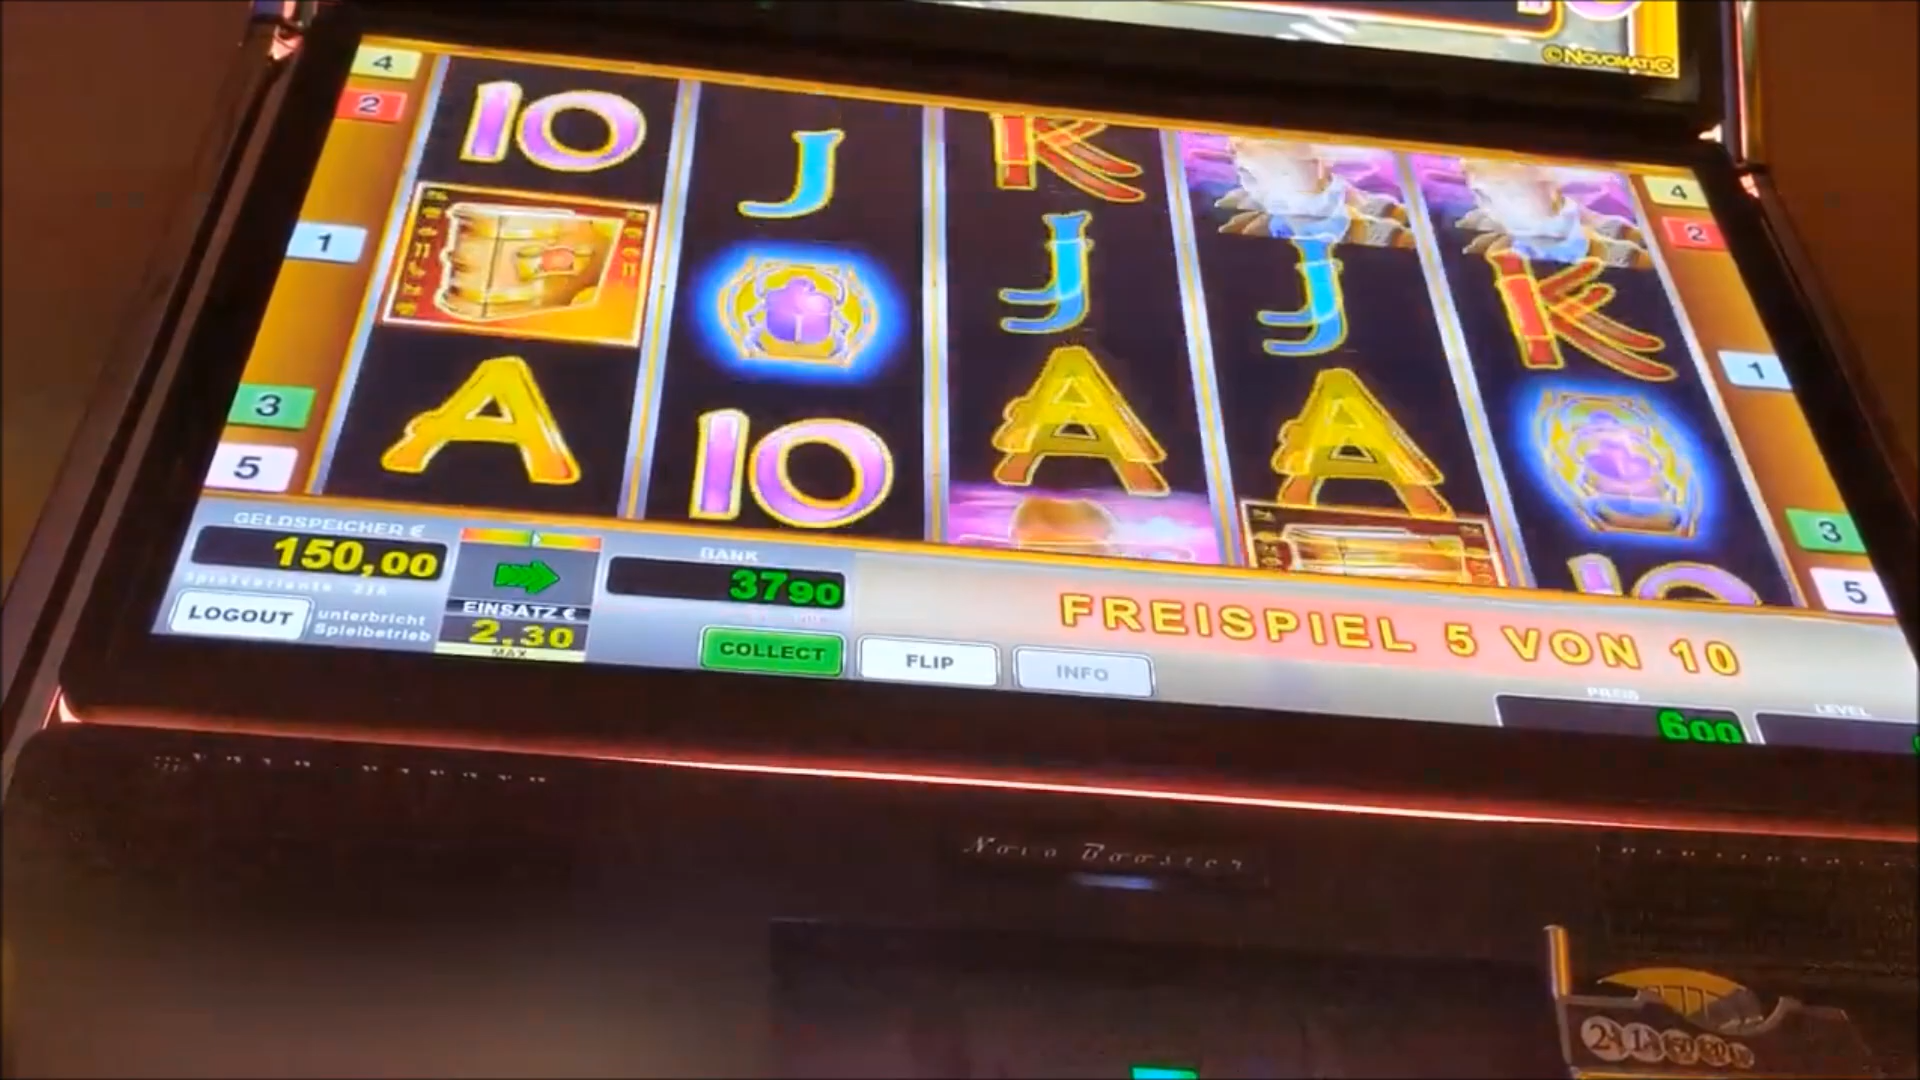 ©NOVOMATIC
4
2
1
3
5
10
J
K
J
J
K
A
10
A
A
10
4
2
1
3
5
GELDSPEICHER €
150,00
LOGOUT
unterbricht
Spielbetrieb
EINSATZ €
2,30
MAX
BANK
3790
COLLECT
FLIP
INFO
FREISPIEL 5 VON 10
PREIS
600
LEVEL